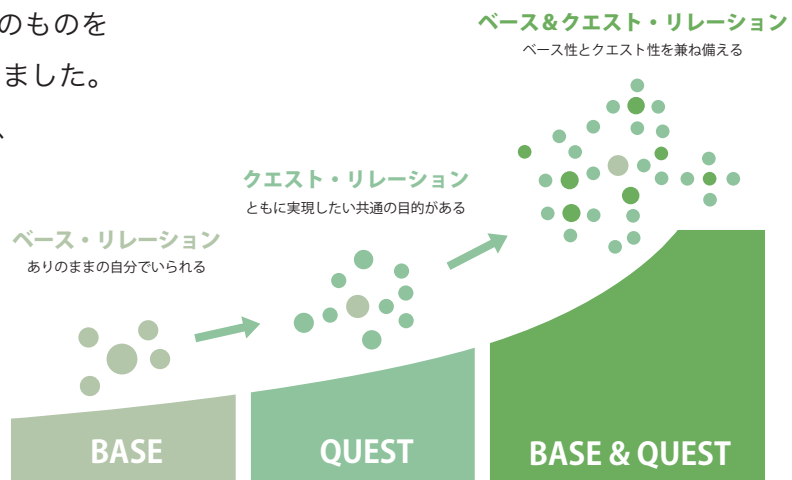 のものを
ました。
ベース＆クエスト・リレーション
ベース性とクエスト性を兼ね備える
クエスト・リレーション
ともに実現したい共通の目的がある
ベース・リレーション
ありのままの自分でいられる
BASE
QUEST
BASE & QUEST